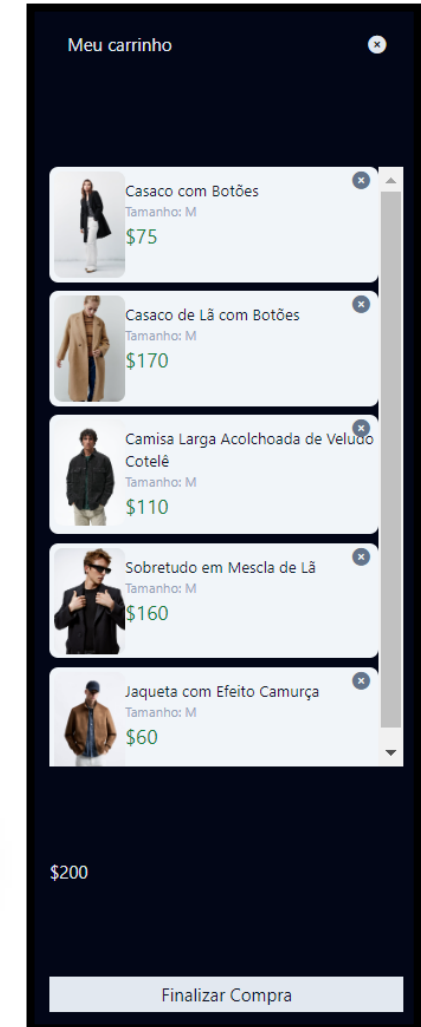 Meu carrinho
Casaco com Botões
Tamanho: M
$75
Casaco de Lã com Botões
Tamanho: M
$170
Camisa Larga Acolchoada de Veludo
Cotelê
Tamanho: M
$110
Sobretudo em Mescla de Lã
Tamanho: M
$160
Jaqueta com Efeito Camurça
Tamanho: M
$60
$200
Finalizar Compra